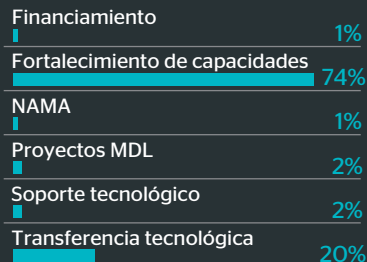 Financiamiento
1%
Fortalecimiento de capacidades
74%
NAMA
1%
Proyectos MDL
2%
Soporte tecnológico
2%
Transferencia tecnológica
20%